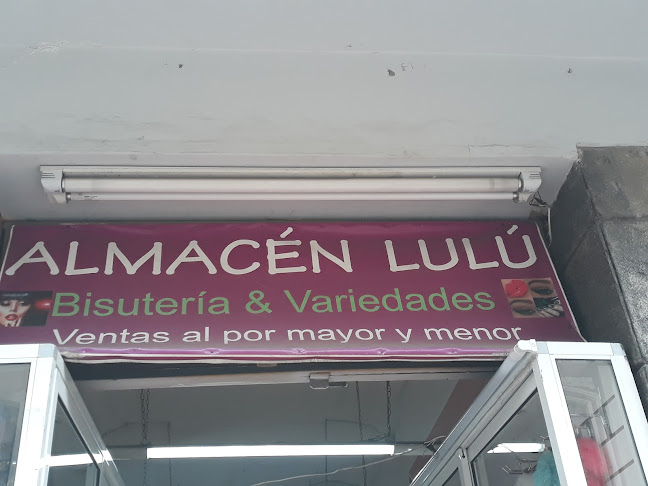 ALMACÉN LULÚ
Bisutería & Variedades
Ventas al por mayor y menor